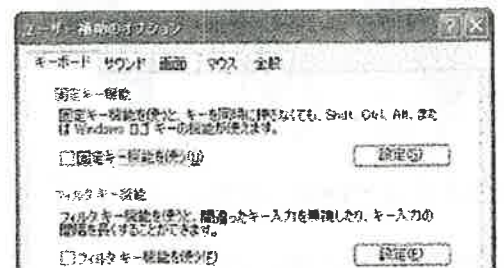 ユーザー補助のオプション
キーボード サウンド 画面 マウス 全般
固定キー機能
固定キー機能を使うと、キーを同時に押さなくても、Shift, Ctrl, Alt, また
は Windows ロゴ キーの機能が使えます。
固定キー機能を使う(U)
設定(S)
フィルタ キー機能
フィルタ キー機能を使うと、間違ったキー入力を無視したり、キー入力の
間隔を長くすることができます。
フィルタ キー機能を使う(F)
設定(E)